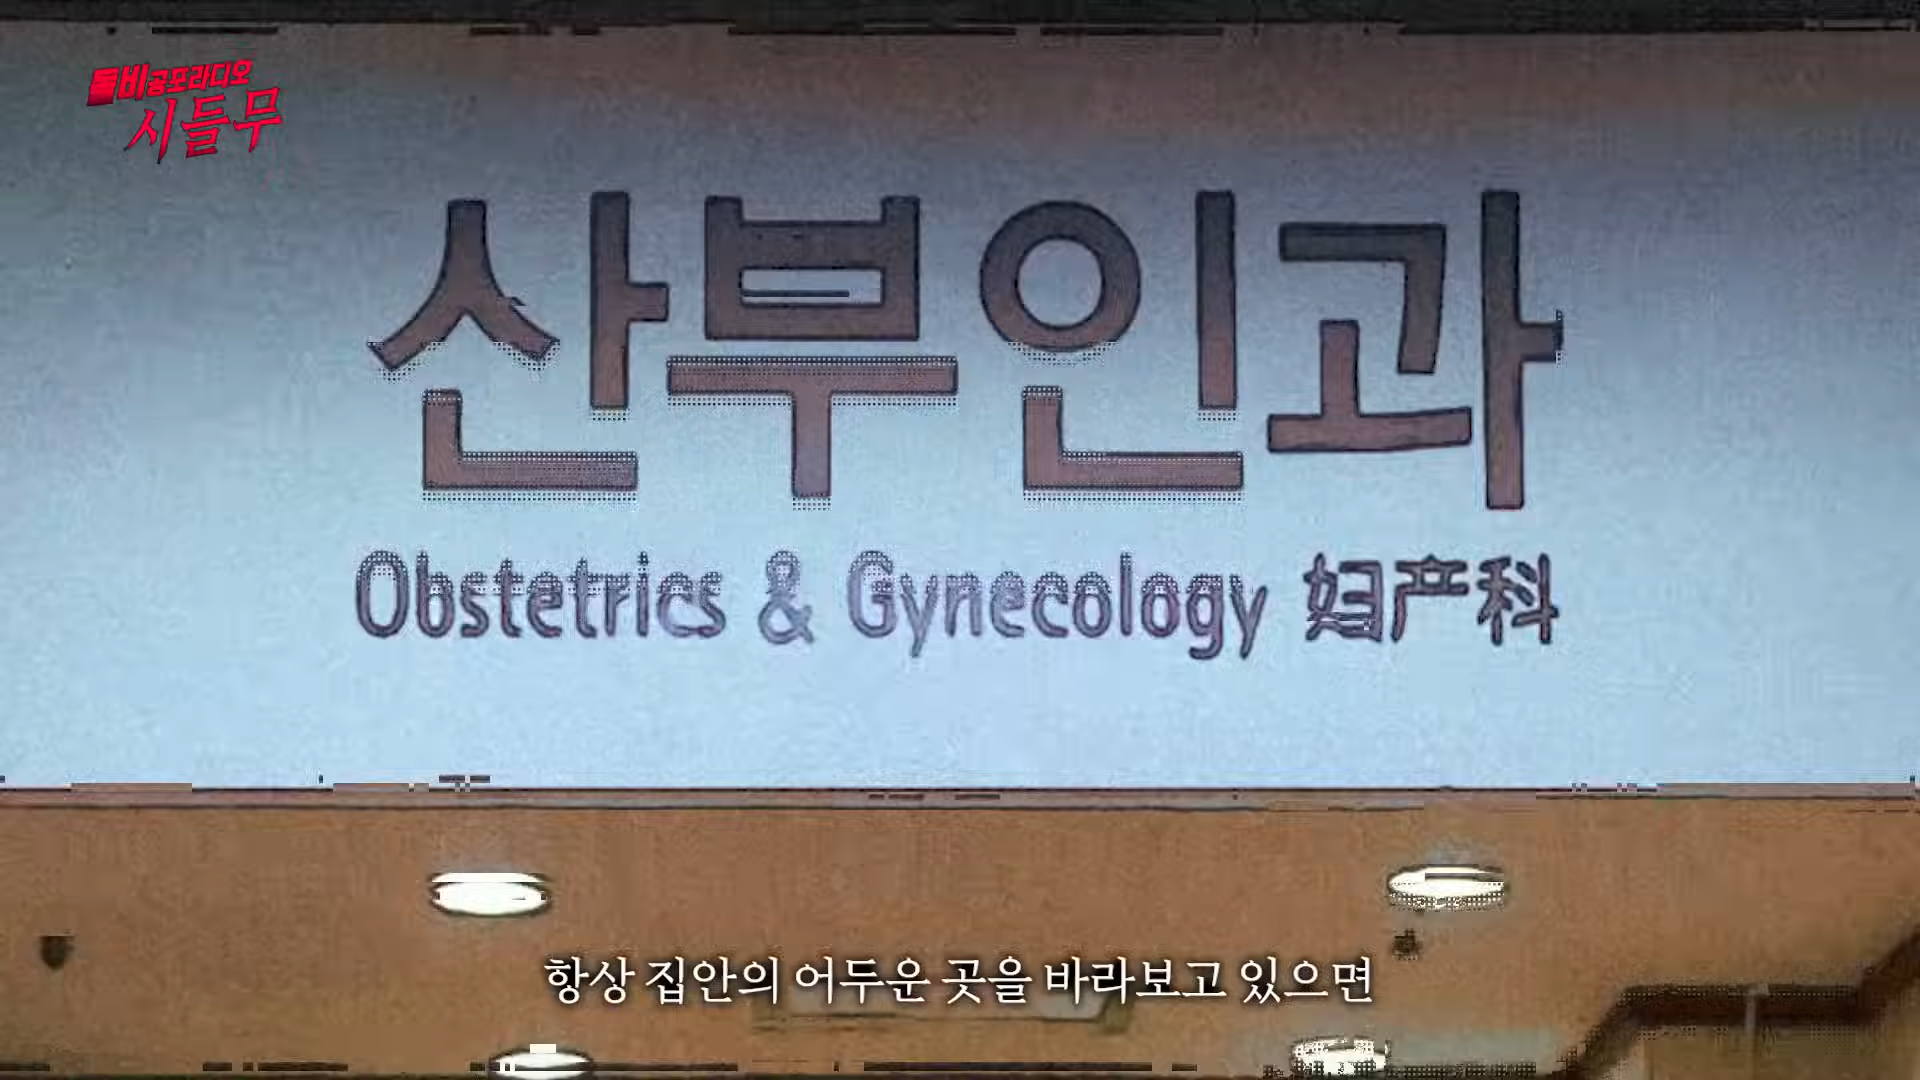 돌비공포라디오
시들무
산부인과
Obstetrics & Gynecology 妇产科
항상 집안의 어두운 곳을 바라보고 있으면